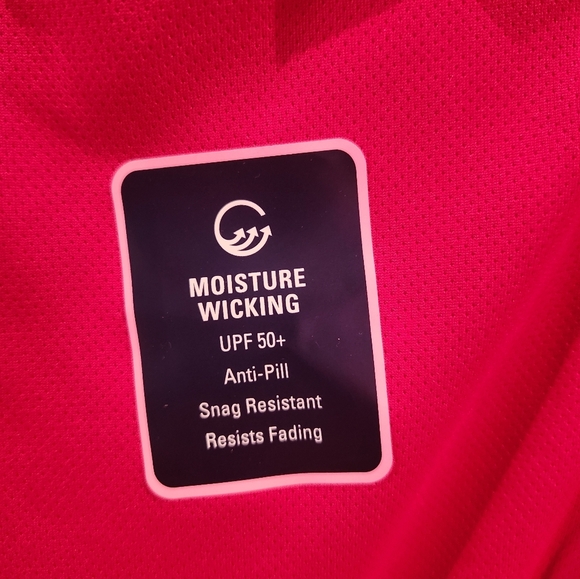 MOISTURE
WICKING
UPF 50+
Anti-Pill
Snag Resistant
Resists Fading